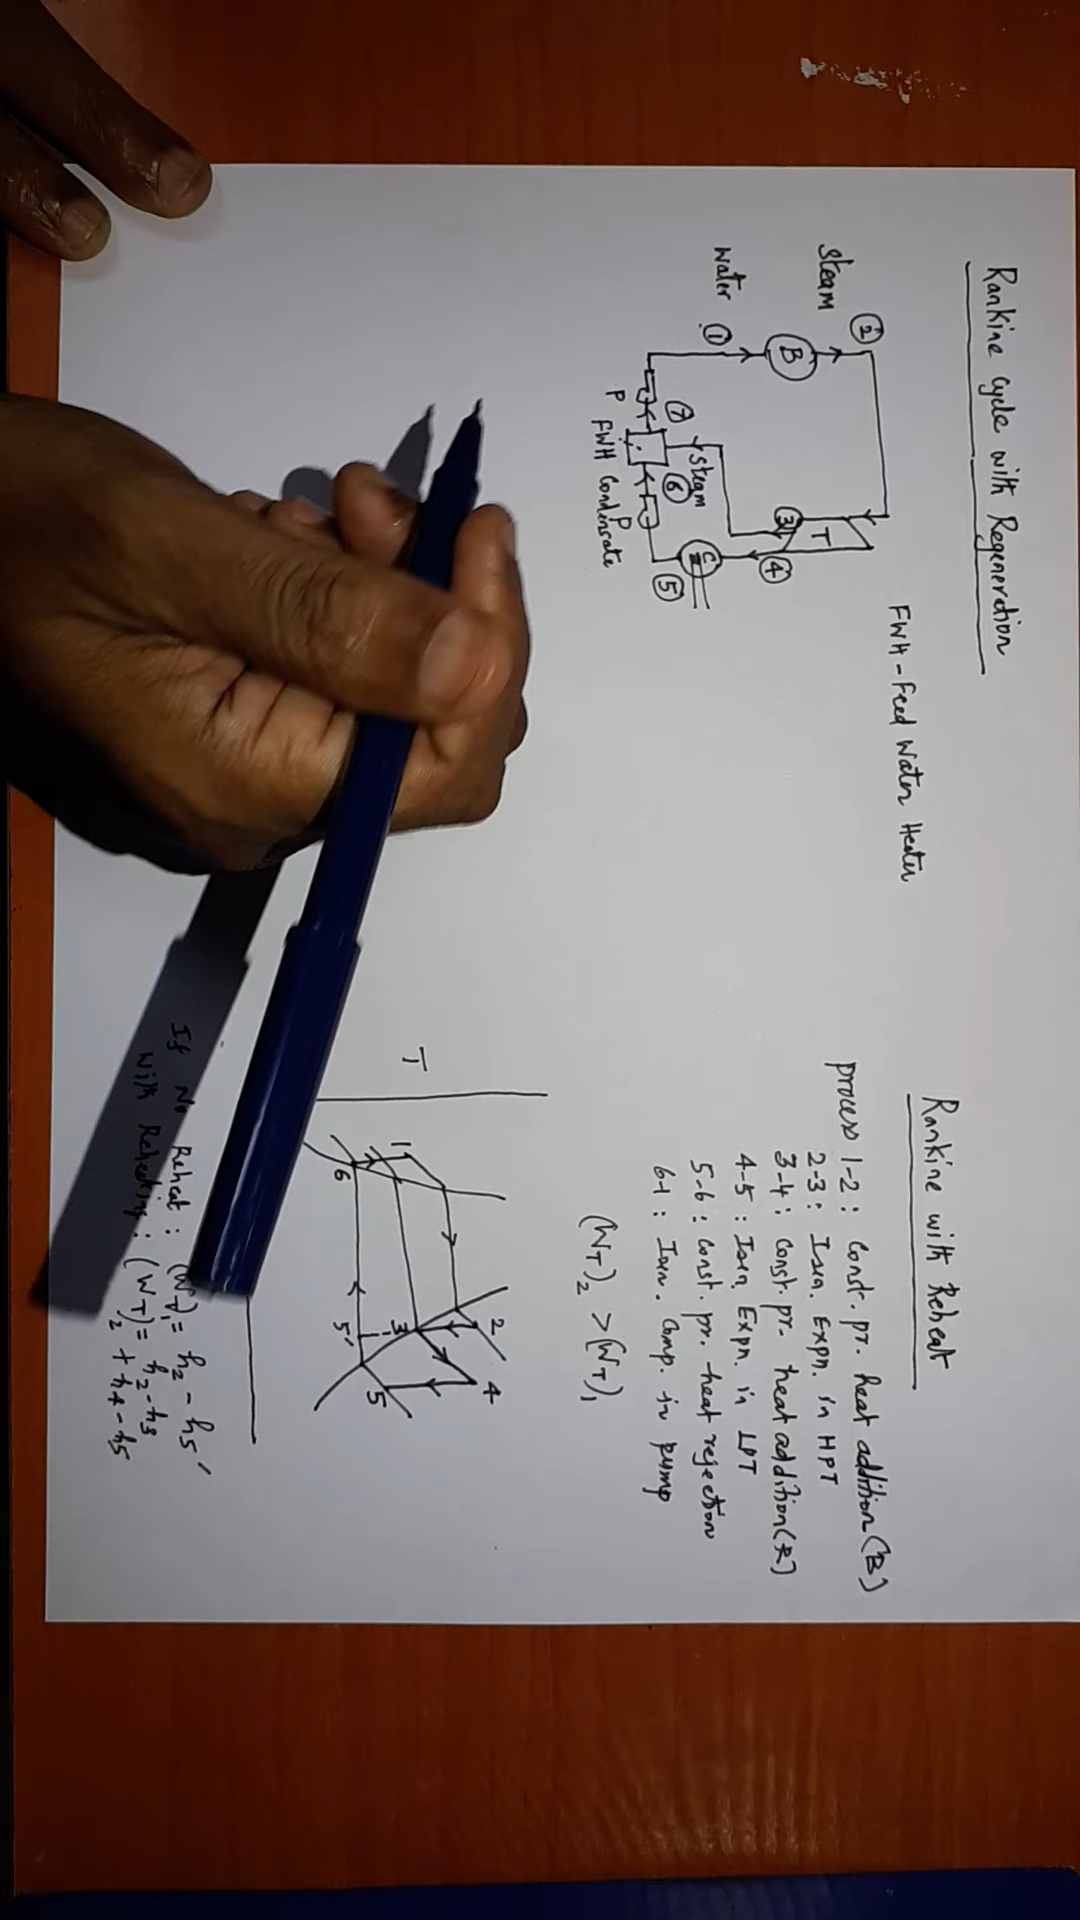 Rankine Cycle with Regeneration
FWH - Feed Water Heater
②
Steam
B
T
Water
①
③
④
⑦
Steam
⑥
C
P
P
⑤
FWH Condensate
Rankine with Reheat
Process 1-2 : Const. pr. heat addition (B)
2-3 : Isen. Expn. in HPT
3-4 : Const. pr. heat addition (R)
4-5 : Isen. Expn. in LPT
5-6 : Const. pr. heat rejection
6-1 : Isen. Comp. in pump
(WT)2 > (WT)1
T
1
2
3
4
5
5'
6
If No Reheat : (WT)1 = h2 - h5'
With Reheating : (WT)2 = h2 - h3 + h4 - h5